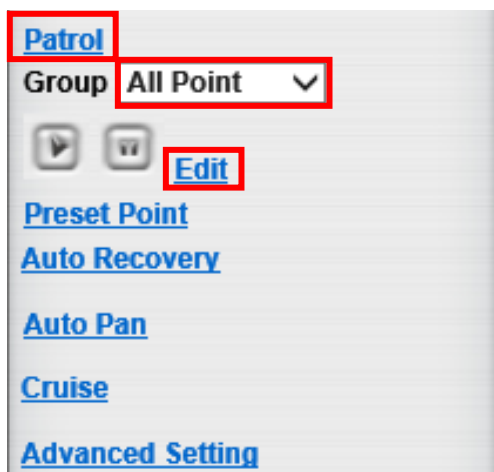 Patrol
Group All Point
Edit
Preset Point
Auto Recovery
Auto Pan
Cruise
Advanced Setting